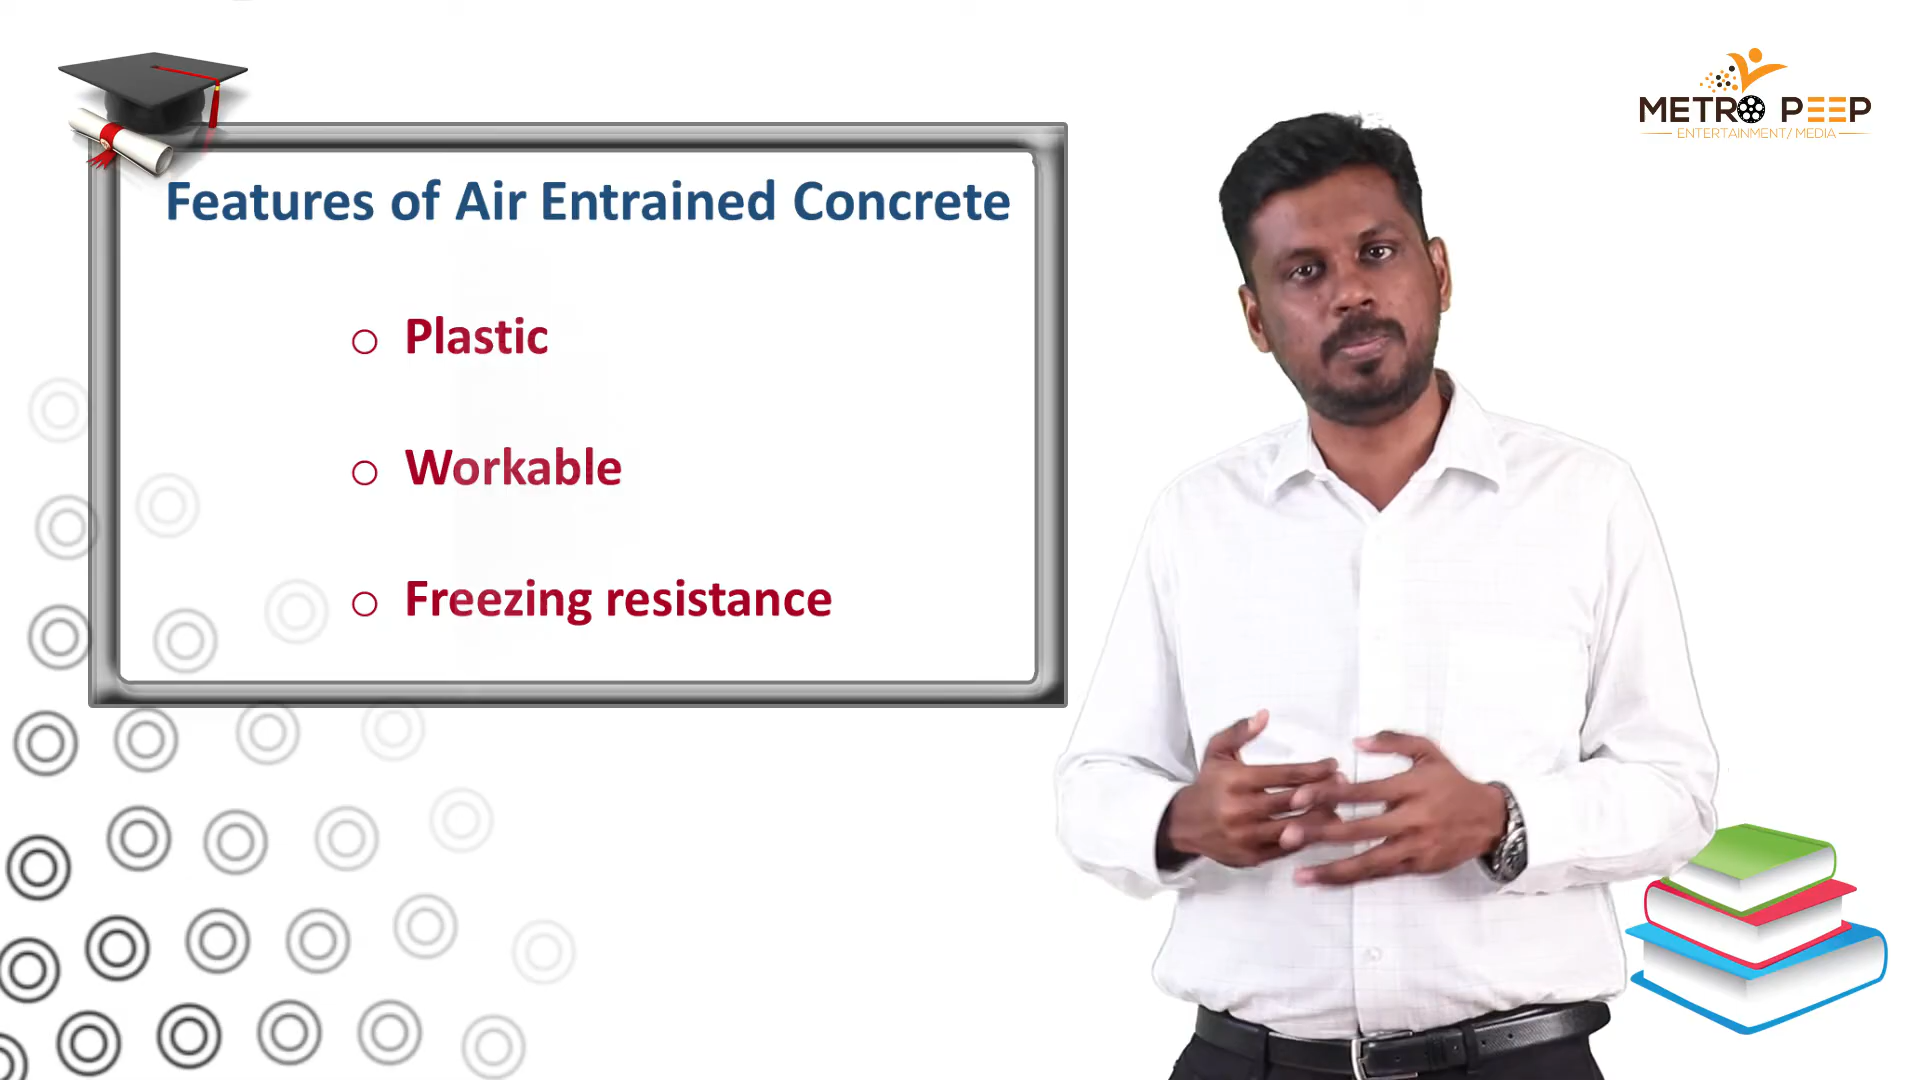 METRO PEEP
ENTERTAINMENT/ MEDIA
Features of Air Entrained Concrete
Plastic
Workable
Freezing resistance